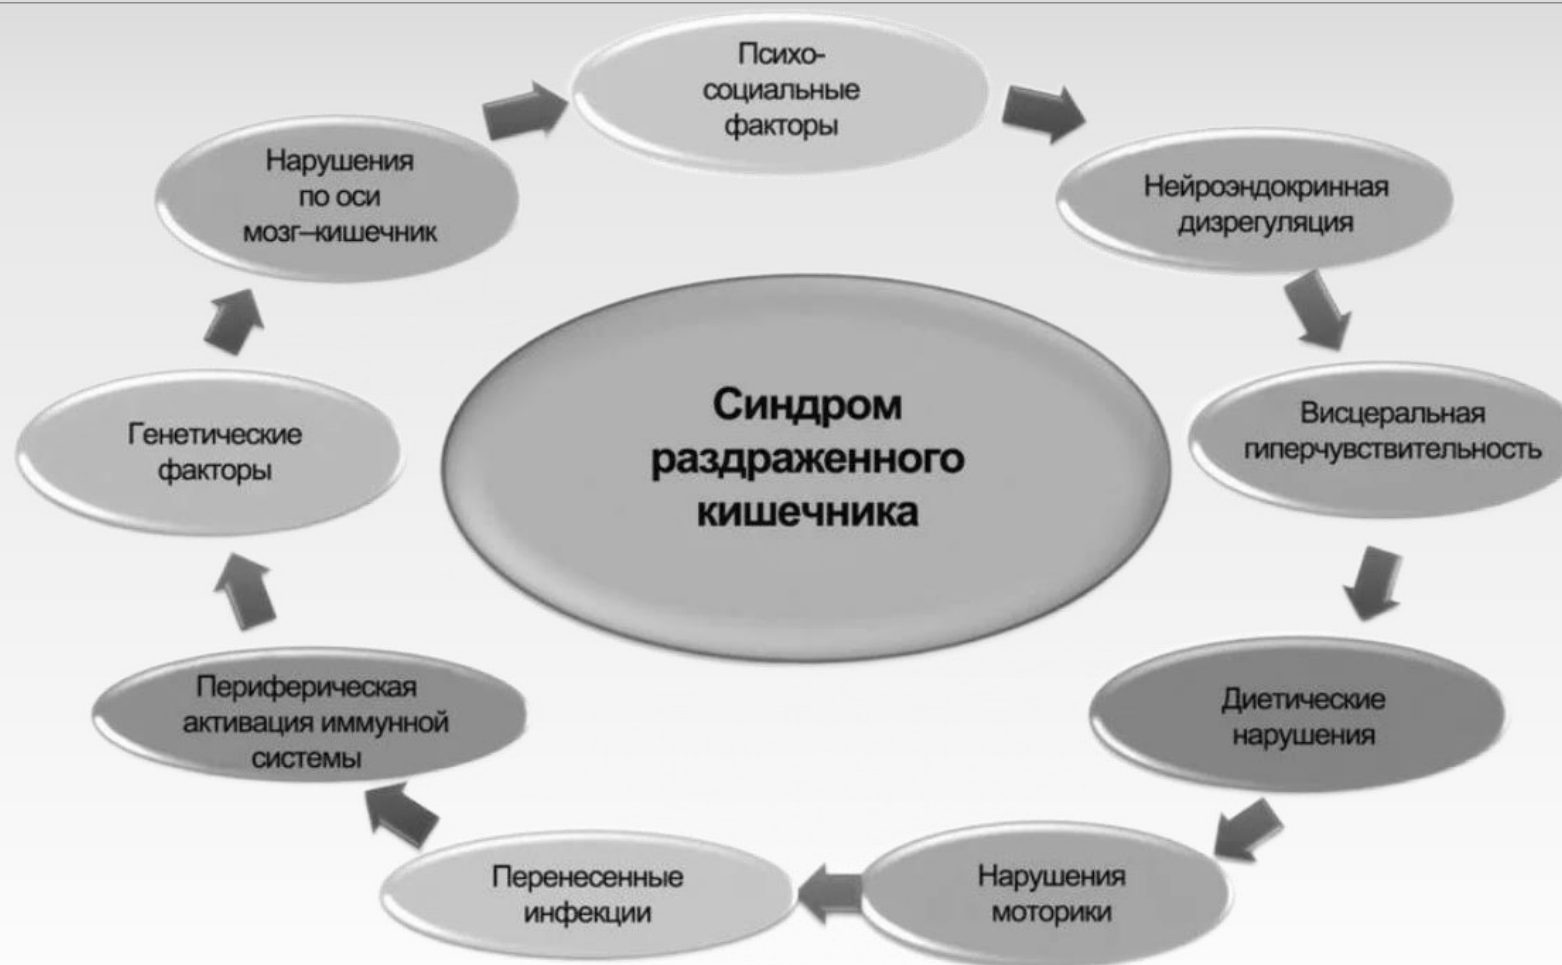 Психо-
социальные
факторы
Нейроэндокринная
дизрегуляция
Висцеральная
гиперчувствительность
Диетические
нарушения
Нарушения
моторики
Перенесенные
инфекции
Периферическая
активация иммунной
системы
Генетические
факторы
Нарушения
по оси
мозг–кишечник
Синдром
раздраженного
кишечника